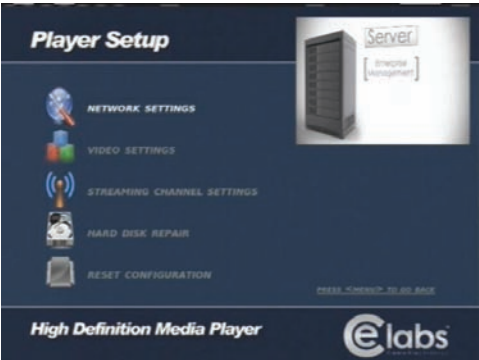 Player Setup
Server
[ Enterprise
Management ]
NETWORK SETTINGS
VIDEO SETTINGS
STREAMING CHANNEL SETTINGS
HARD DISK REPAIR
RESET CONFIGURATION
PRESS <MENU> TO GO BACK
High Definition Media Player
Celabs